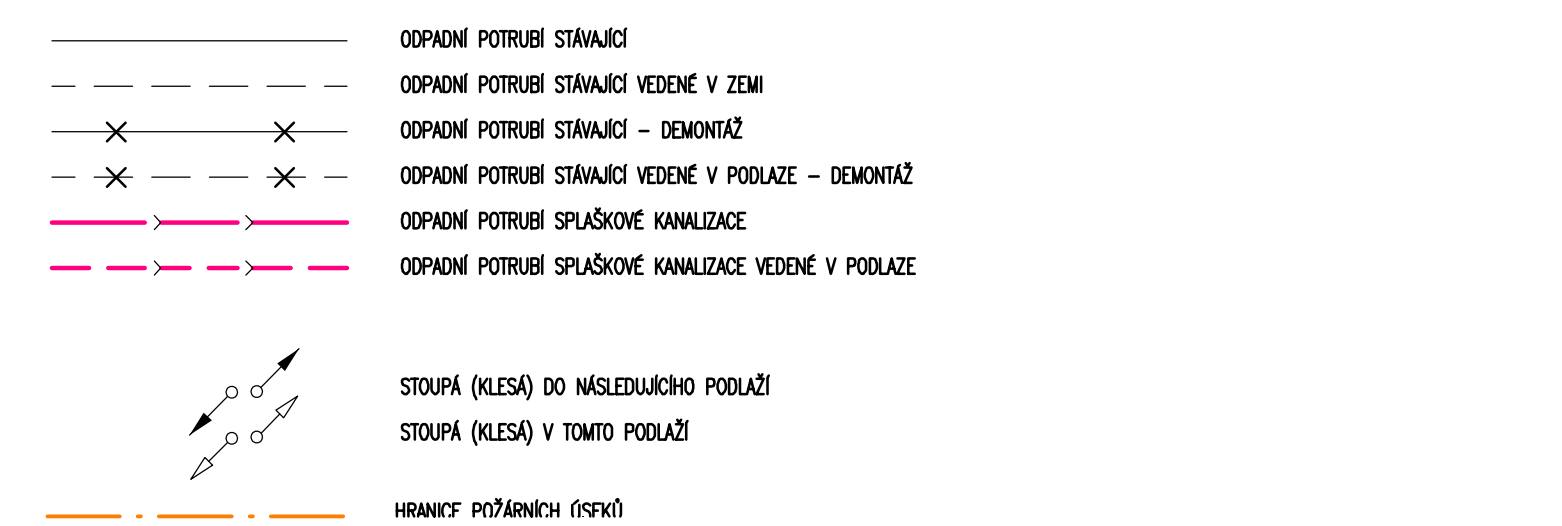 ODPADNÍ POTRUBÍ STÁVAJÍCÍ
ODPADNÍ POTRUBÍ STÁVAJÍCÍ VEDENÉ V ZEMI
ODPADNÍ POTRUBÍ STÁVAJÍCÍ – DEMONTÁŽ
ODPADNÍ POTRUBÍ STÁVAJÍCÍ VEDENÉ V PODLAZE – DEMONTÁŽ
ODPADNÍ POTRUBÍ SPLAŠKOVÉ KANALIZACE
ODPADNÍ POTRUBÍ SPLAŠKOVÉ KANALIZACE VEDENÉ V PODLAZE
STOUPÁ (KLESÁ) DO NÁSLEDUJÍCÍHO PODLAŽÍ
STOUPÁ (KLESÁ) V TOMTO PODLAŽÍ
HRANICE POŽÁRNÍCH ÚSEKŮ